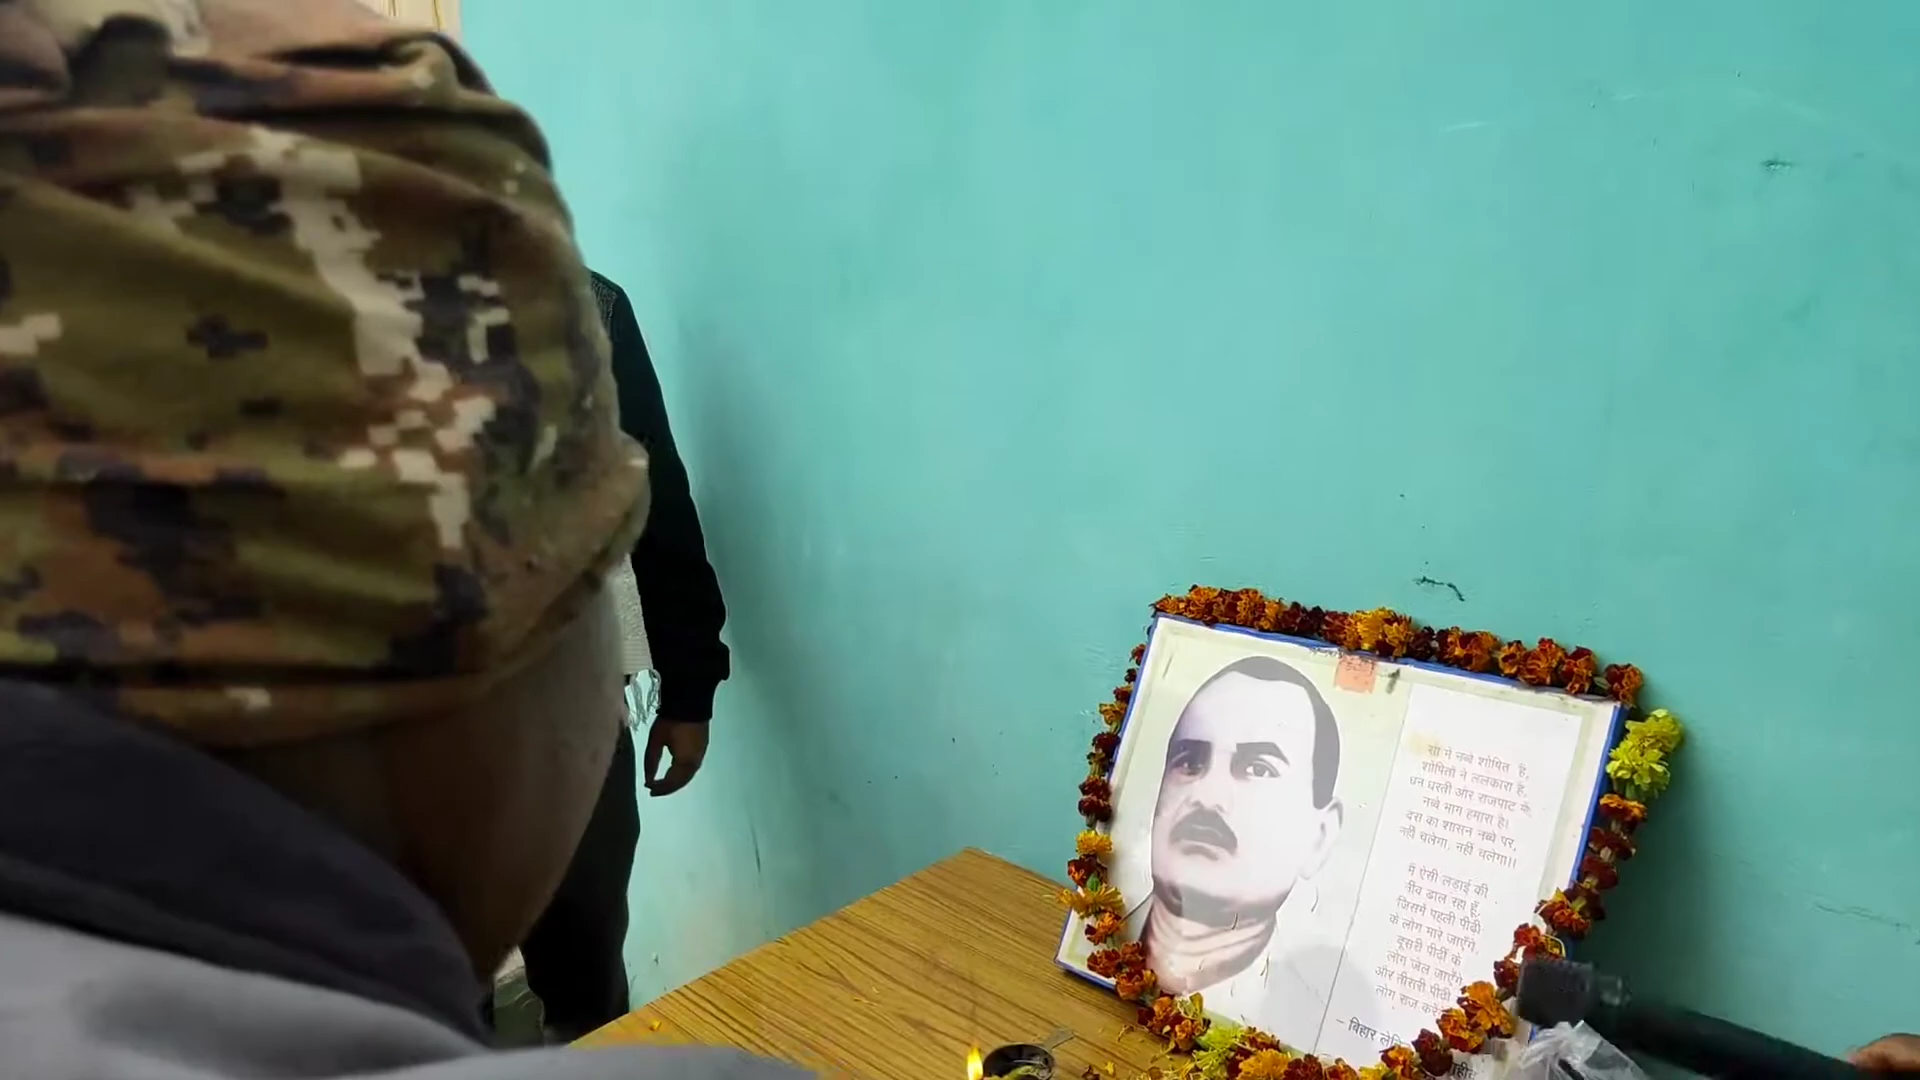 सौ में नब्बे शोषित हैं,
शोषितों ने ललकारा है,
धन धरती और राजपाट में,
नब्बे भाग हमारा है।
दस का शासन नब्बे पर,
नहीं चलेगा, नहीं चलेगा।।
मैं ऐसी लड़ाई की
नींव डाल रहा हूँ,
जिसमें पहली पीढ़ी
के लोग मारे जाएँगे,
दूसरी पीढ़ी के
लोग जेल जाएँगे
और तीसरी पीढ़ी
लोग राज
– बिहार